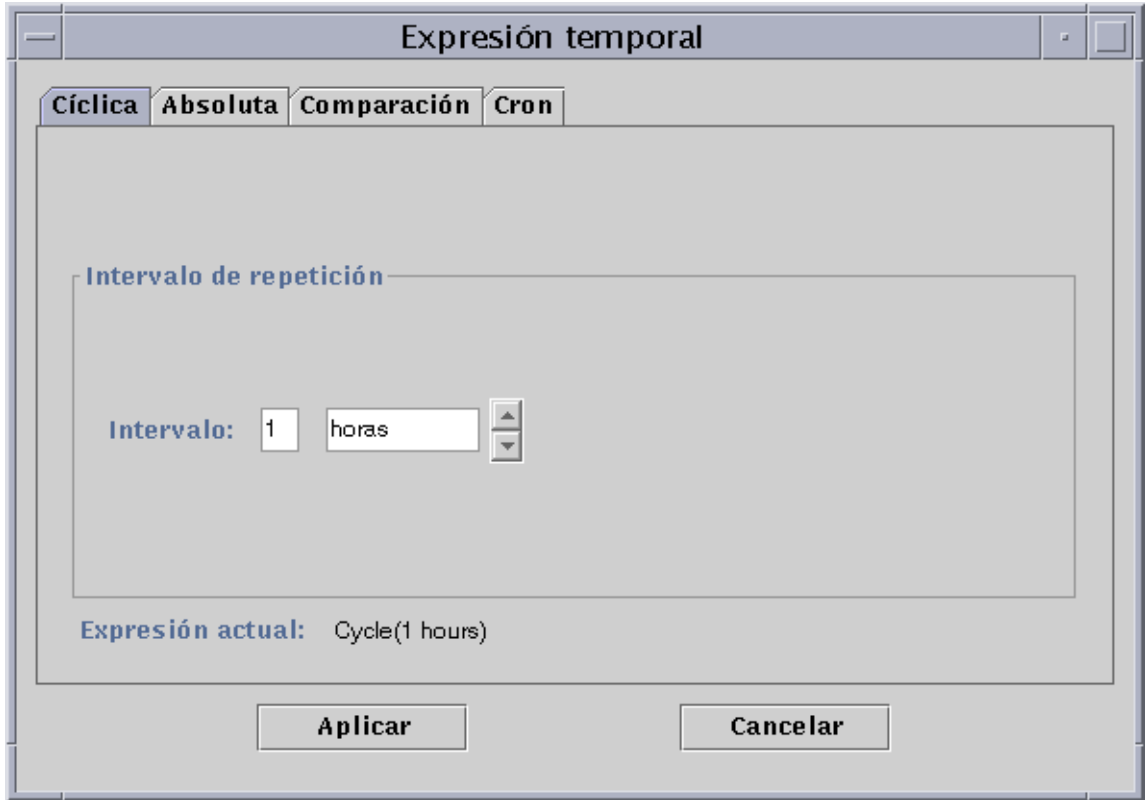 Expresión temporal
Cíclica Absoluta Comparación Cron
Intervalo de repetición
Intervalo: 1 horas
Expresión actual: Cycle(1 hours)
Aplicar Cancelar